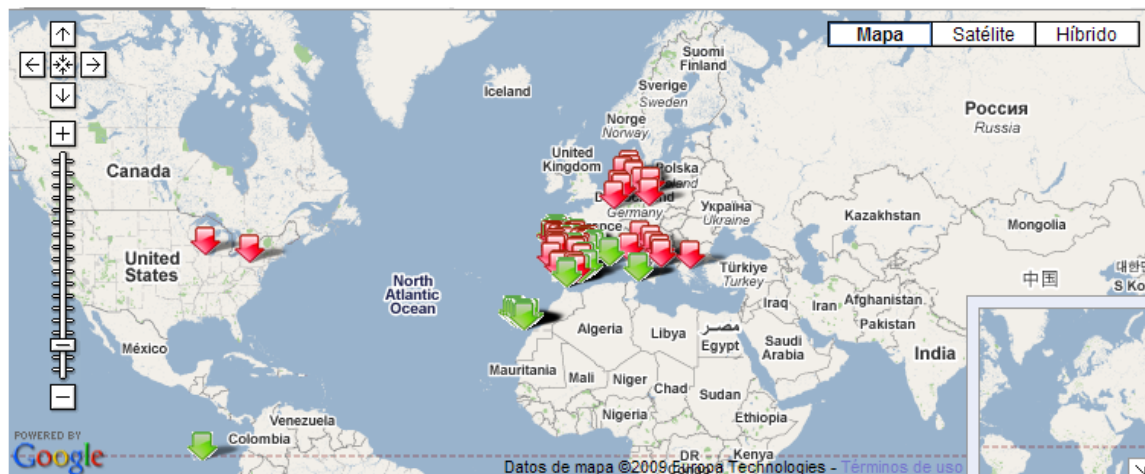 Mapa
Satélite
Híbrido
Suomi
Finland
Iceland
Sverige
Sweden
Россия
Russia
Norge
Norway
United
Kingdom
Polska
Canada
Україна
Ukraine
Germany
Kazakhstan
Mongolia
United
States
North
Atlantic
Ocean
Türkiye
Turkey
中国
S Ko
Iraq
Iran
Afghanistan
Pakistan
México
Algeria
Libya
مصر
Egypt
Saudi
Arabia
India
Mauritania
Mali
Niger
Chad
Sudan
Nigeria
Ethiopia
Venezuela
Colombia
DR
Kenya
POWERED BY
Google
Datos de mapa ©2009 Europa Technologies - Términos de uso